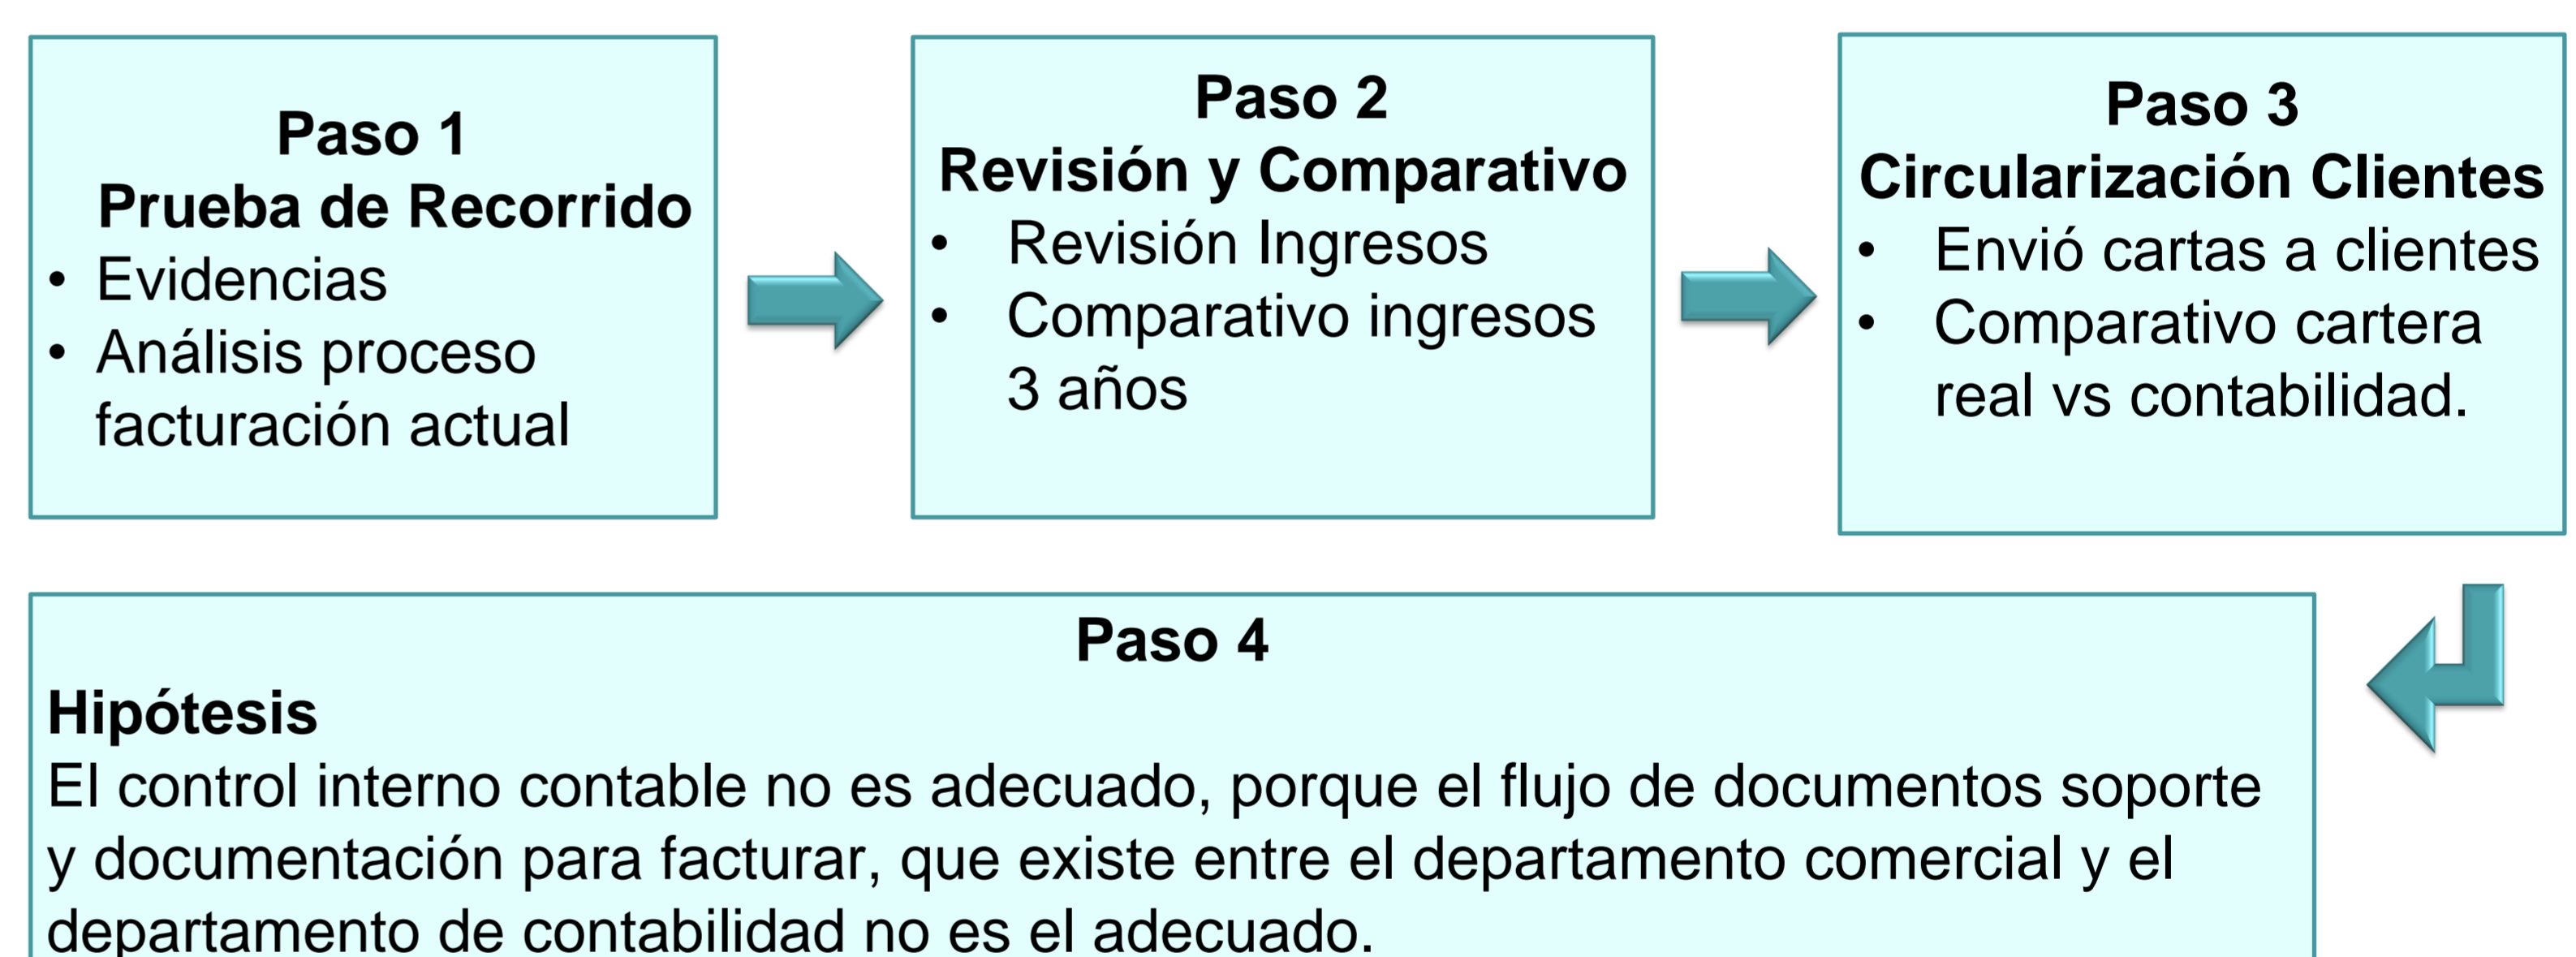 Paso 1
Prueba de Recorrido
• Evidencias
• Análisis proceso
facturación actual
Paso 2
Revisión y Comparativo
• Revisión Ingresos
• Comparativo ingresos
3 años
Paso 3
Circularización Clientes
• Envió cartas a clientes
• Comparativo cartera
real vs contabilidad.
Paso 4
Hipótesis
El control interno contable no es adecuado, porque el flujo de documentos soporte
y documentación para facturar, que existe entre el departamento comercial y el
departamento de contabilidad no es el adecuado.